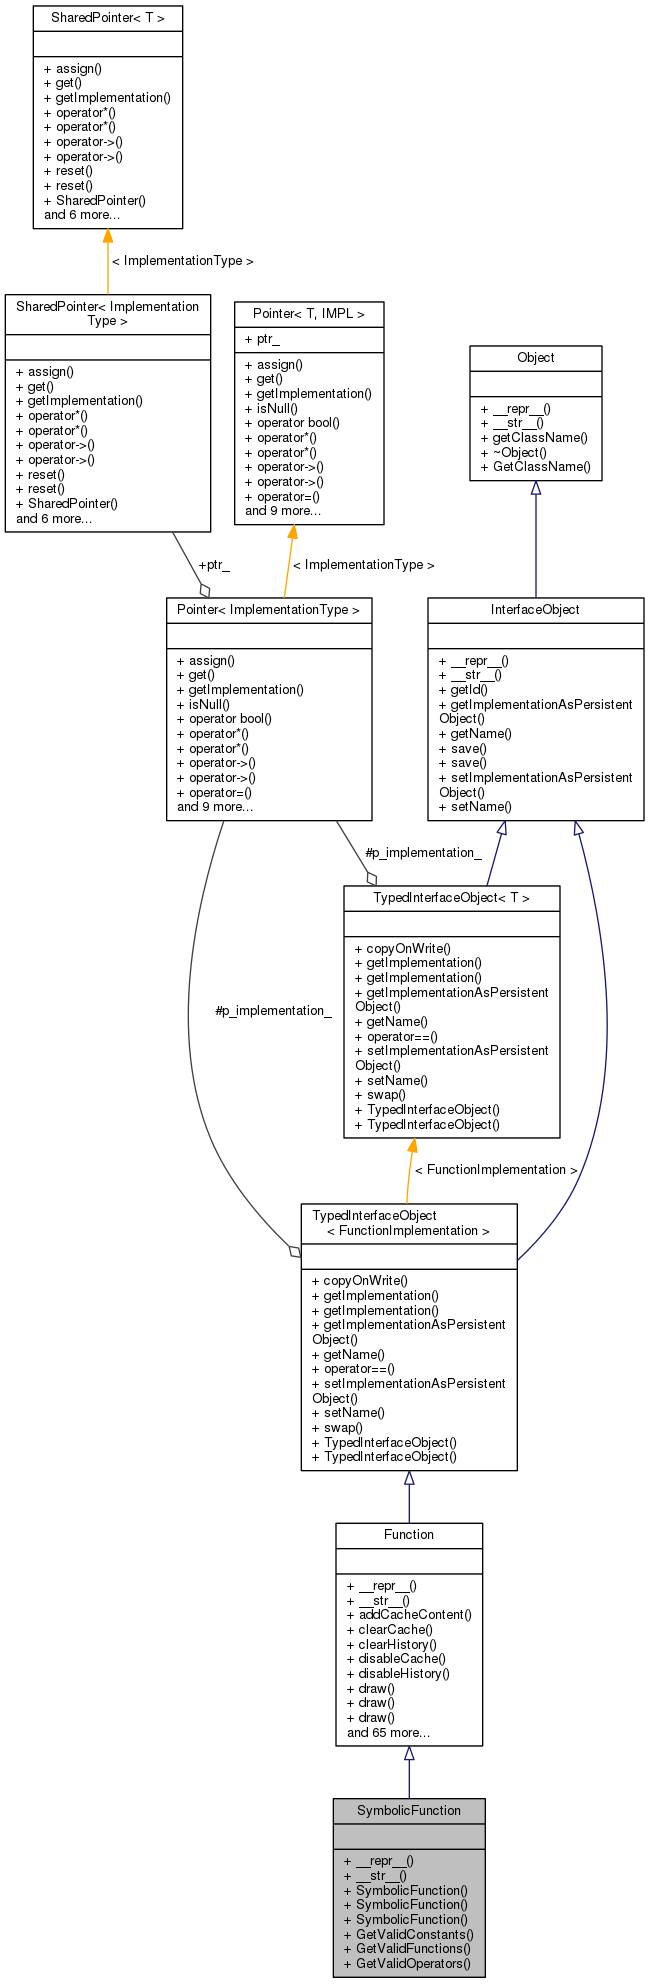 SharedPointer< T >
+ assign()
+ get()
+ getImplementation()
+ operator*()
+ operator*()
+ operator->()
+ operator->()
+ reset()
+ reset()
+ SharedPointer()
and 6 more...
< ImplementationType >
SharedPointer< Implementation
Type >
+ assign()
+ get()
+ getImplementation()
+ operator*()
+ operator*()
+ operator->()
+ operator->()
+ reset()
+ reset()
+ SharedPointer()
and 6 more...
Pointer< T, IMPL >
+ ptr_
+ assign()
+ get()
+ getImplementation()
+ isNull()
+ operator bool()
+ operator*()
+ operator*()
+ operator->()
+ operator->()
+ operator=()
and 9 more...
Object
+ __repr__()
+ __str__()
+ getClassName()
+ ~Object()
+ GetClassName()
+ptr_
< ImplementationType >
Pointer< ImplementationType >
+ assign()
+ get()
+ getImplementation()
+ isNull()
+ operator bool()
+ operator*()
+ operator*()
+ operator->()
+ operator->()
+ operator=()
and 9 more...
InterfaceObject
+ __repr__()
+ __str__()
+ getId()
+ getImplementationAsPersistent
Object()
+ getName()
+ save()
+ save()
+ setImplementationAsPersistent
Object()
+ setName()
#p_implementation_
TypedInterfaceObject< T >
+ copyOnWrite()
+ getImplementation()
+ getImplementation()
+ getImplementationAsPersistent
Object()
+ getName()
+ operator==()
+ setImplementationAsPersistent
Object()
+ setName()
+ swap()
+ TypedInterfaceObject()
+ TypedInterfaceObject()
#p_implementation_
< FunctionImplementation >
TypedInterfaceObject
< FunctionImplementation >
+ copyOnWrite()
+ getImplementation()
+ getImplementation()
+ getImplementationAsPersistent
Object()
+ getName()
+ operator==()
+ setImplementationAsPersistent
Object()
+ setName()
+ swap()
+ TypedInterfaceObject()
+ TypedInterfaceObject()
Function
+ __repr__()
+ __str__()
+ addCacheContent()
+ clearCache()
+ clearHistory()
+ disableCache()
+ disableHistory()
+ draw()
+ draw()
+ draw()
and 65 more...
SymbolicFunction
+ __repr__()
+ __str__()
+ SymbolicFunction()
+ SymbolicFunction()
+ SymbolicFunction()
+ GetValidConstants()
+ GetValidFunctions()
+ GetValidOperators()